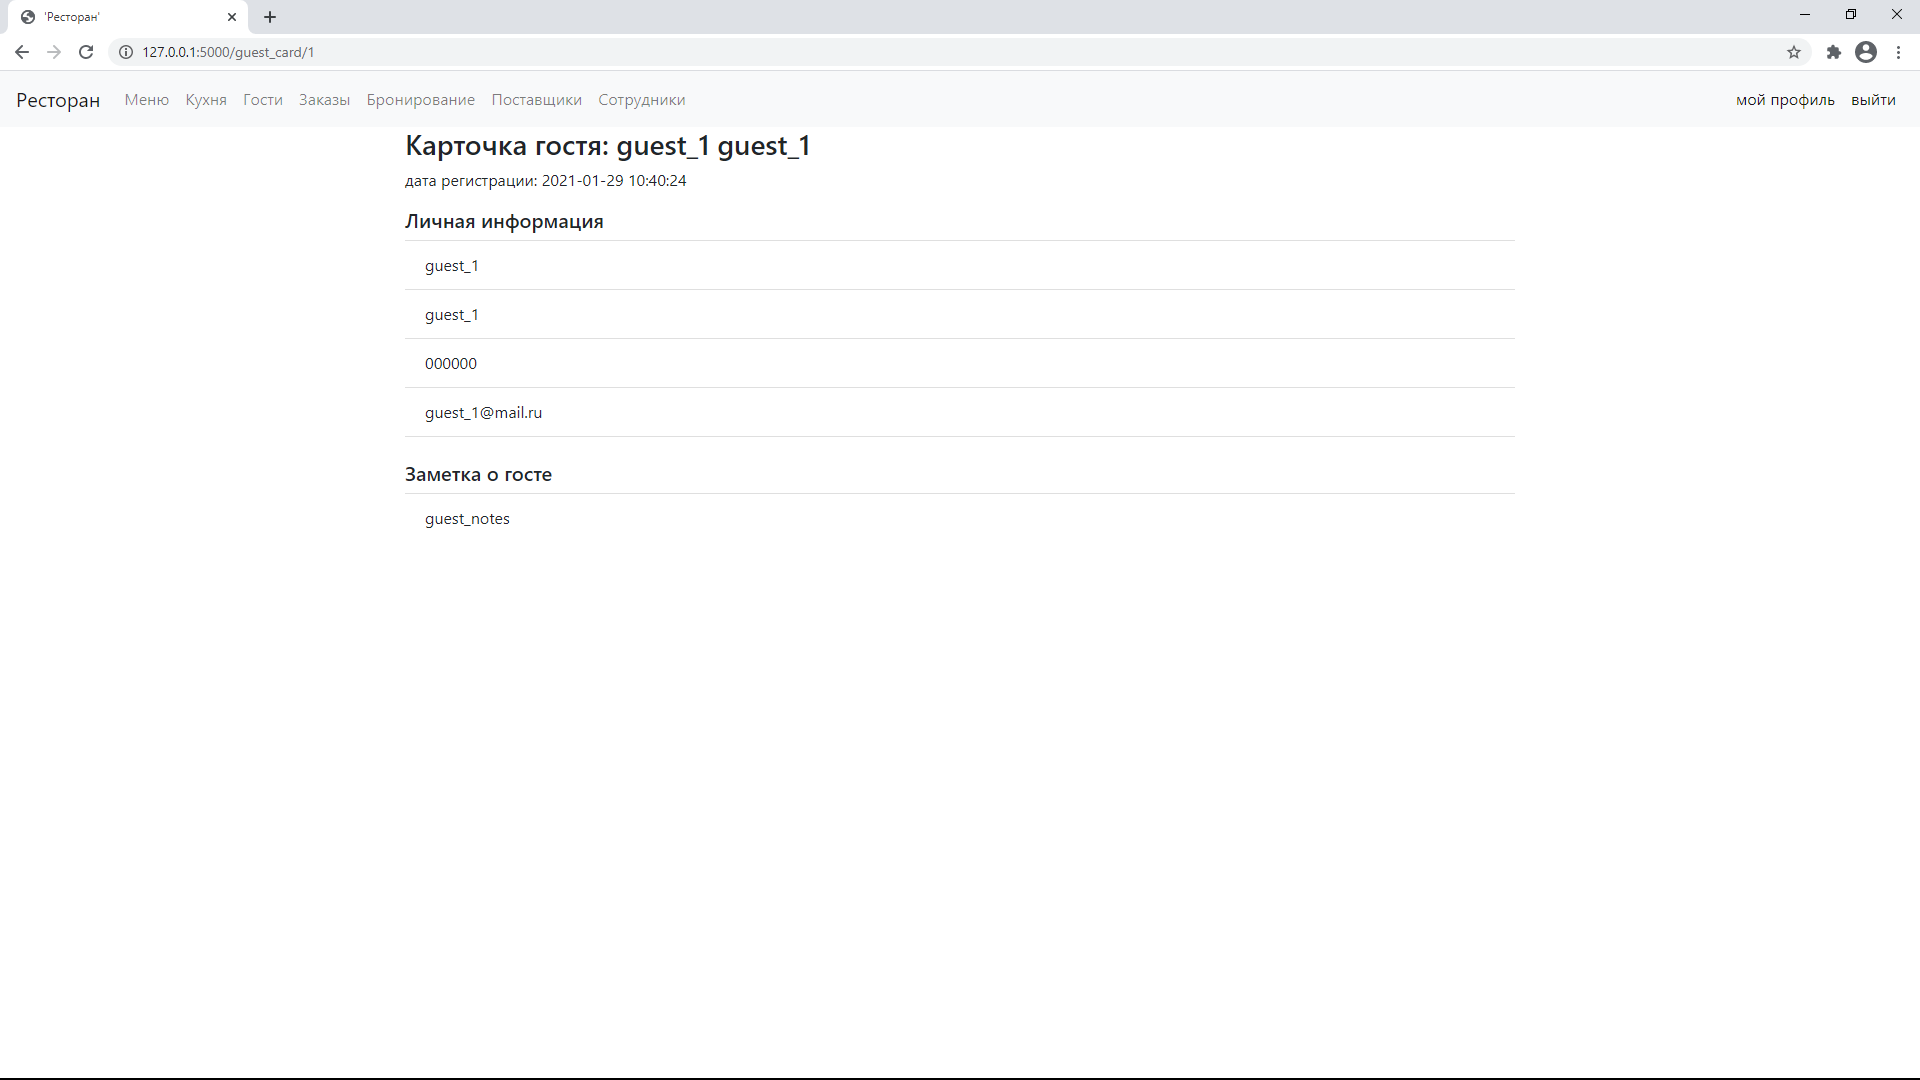 'Ресторан'
127.0.0.1:5000/guest_card/1
Ресторан Меню Кухня Гости Заказы Бронирование Поставщики Сотрудники мой профиль выйти
Карточка гостя: guest_1 guest_1
дата регистрации: 2021-01-29 10:40:24
Личная информация
guest_1
guest_1
000000
guest_1@mail.ru
Заметка о госте
guest_notes